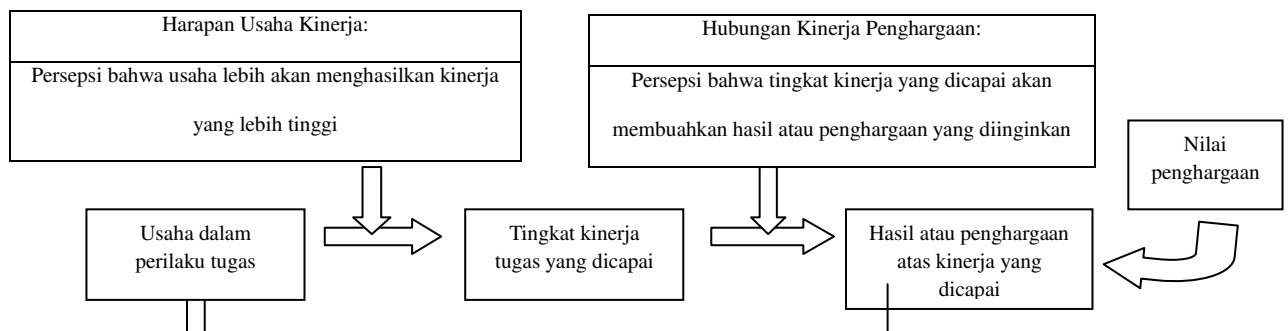 Harapan Usaha Kinerja:
Persepsi bahwa usaha lebih akan menghasilkan kinerja
yang lebih tinggi
Hubungan Kinerja Penghargaan:
Persepsi bahwa tingkat kinerja yang dicapai akan
membuahkan hasil atau penghargaan yang diinginkan
Nilai
penghargaan
Usaha dalam
perilaku tugas
Tingkat kinerja
tugas yang dicapai
Hasil atau penghargaan
atas kinerja yang
dicapai